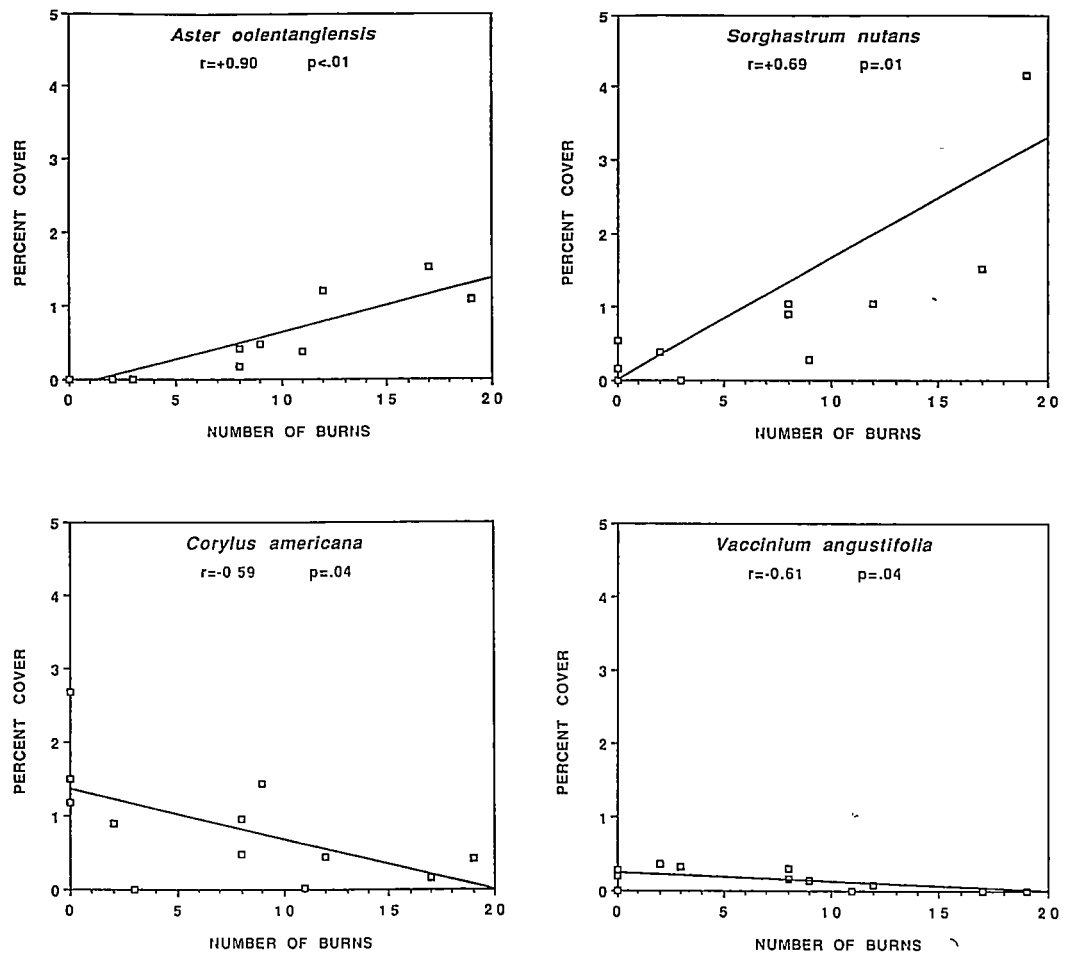 Aster oolentangiensis
r=+0.90 p<.01
5
4
3
2
1
0
PERCENT COVER
0 5 10 15 20
NUMBER OF BURNS
Sorghastrum nutans
r=+0.69 p=.01
5
4
3
2
1
0
PERCENT COVER
0 5 10 15 20
NUMBER OF BURNS
Corylus americana
r=-0 59 p=.04
5
4
3
2
1
0
PERCENT COVER
0 5 10 15 20
NUMBER OF BURNS
Vaccinium angustifolia
r=-0.61 p=.04
5
4
3
2
1
0
PERCENT COVER
0 5 10 15 20
NUMBER OF BURNS